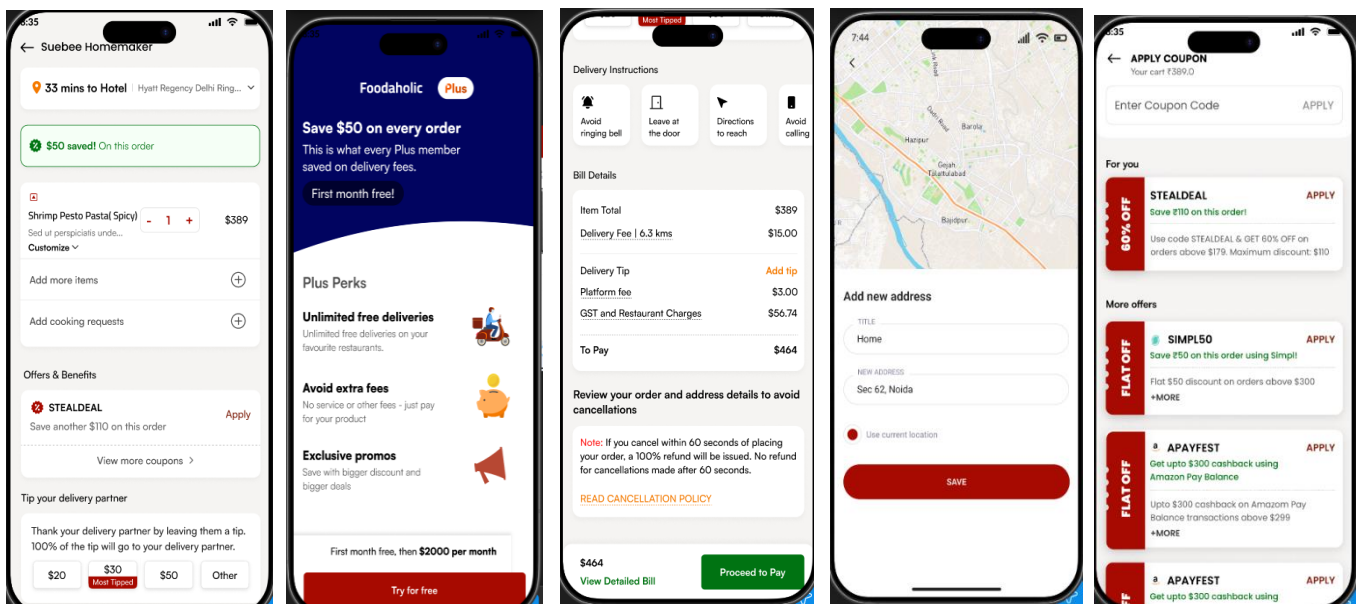 8:35
← Suebee Homemaker
33 mins to Hotel | Hyatt Regency Delhi Ring...
$50 saved! On this order
Shrimp Pesto Pasta( Spicy)
- 1 +
$389
Sed ut perspiciatis unde...
Customize
Add more items
Add cooking requests
Offers & Benefits
STEALDEAL
Apply
Save another $110 on this order
View more coupons >
Tip your delivery partner
Thank your delivery partner by leaving them a tip.
100% of the tip will go to your delivery partner.
$20
$30
Most Tipped
$50
Other
Foodaholic Plus
Save $50 on every order
This is what every Plus member
saved on delivery fees.
First month free!
Plus Perks
Unlimited free deliveries
Unlimited free deliveries on your
favourite restaurants.
Avoid extra fees
No service or other fees - just pay
for your product
Exclusive promos
Save with bigger discount and
bigger deals
First month free, then $2000 per month
Try for free
Most Tipped
Delivery Instructions
Avoid
ringing bell
Leave at
the door
Directions
to reach
Avoid
calling
Bill Details
Item Total $389
Delivery Fee | 6.3 kms $15.00
Delivery Tip Add tip
Platform fee $3.00
GST and Restaurant Charges $56.74
To Pay $464
Review your order and address details to avoid
cancellations
Note: If you cancel within 60 seconds of placing
your order, a 100% refund will be issued. No refund
for cancellations made after 60 seconds.
READ CANCELLATION POLICY
$464
View Detailed Bill
Proceed to Pay
7:44
Link Road
Barola
Hazipur
Gejah
Talattulabad
Bajidpur
Add new address
TITLE
Home
NEW ADDRESS
Sec 62, Noida
Use current location
SAVE
8:35
← APPLY COUPON
Your cart ₹389.0
Enter Coupon Code APPLY
For you
60% OFF
STEALDEAL APPLY
Save ₹110 on this order!
Use code STEALDEAL & GET 60% OFF on
orders above $179. Maximum discount: $110
More offers
FLAT OFF
SIMPL50 APPLY
Save ₹50 on this order using Simpl!
Flat $50 discount on orders above $300
+MORE
FLAT OFF
a APAYFEST APPLY
Get upto $300 cashback using
Amazon Pay Balance
Upto $300 cashback on Amazom Pay
Balance transactions above $299
+MORE
a APAYFEST APPLY
Get upto $300 cashback using